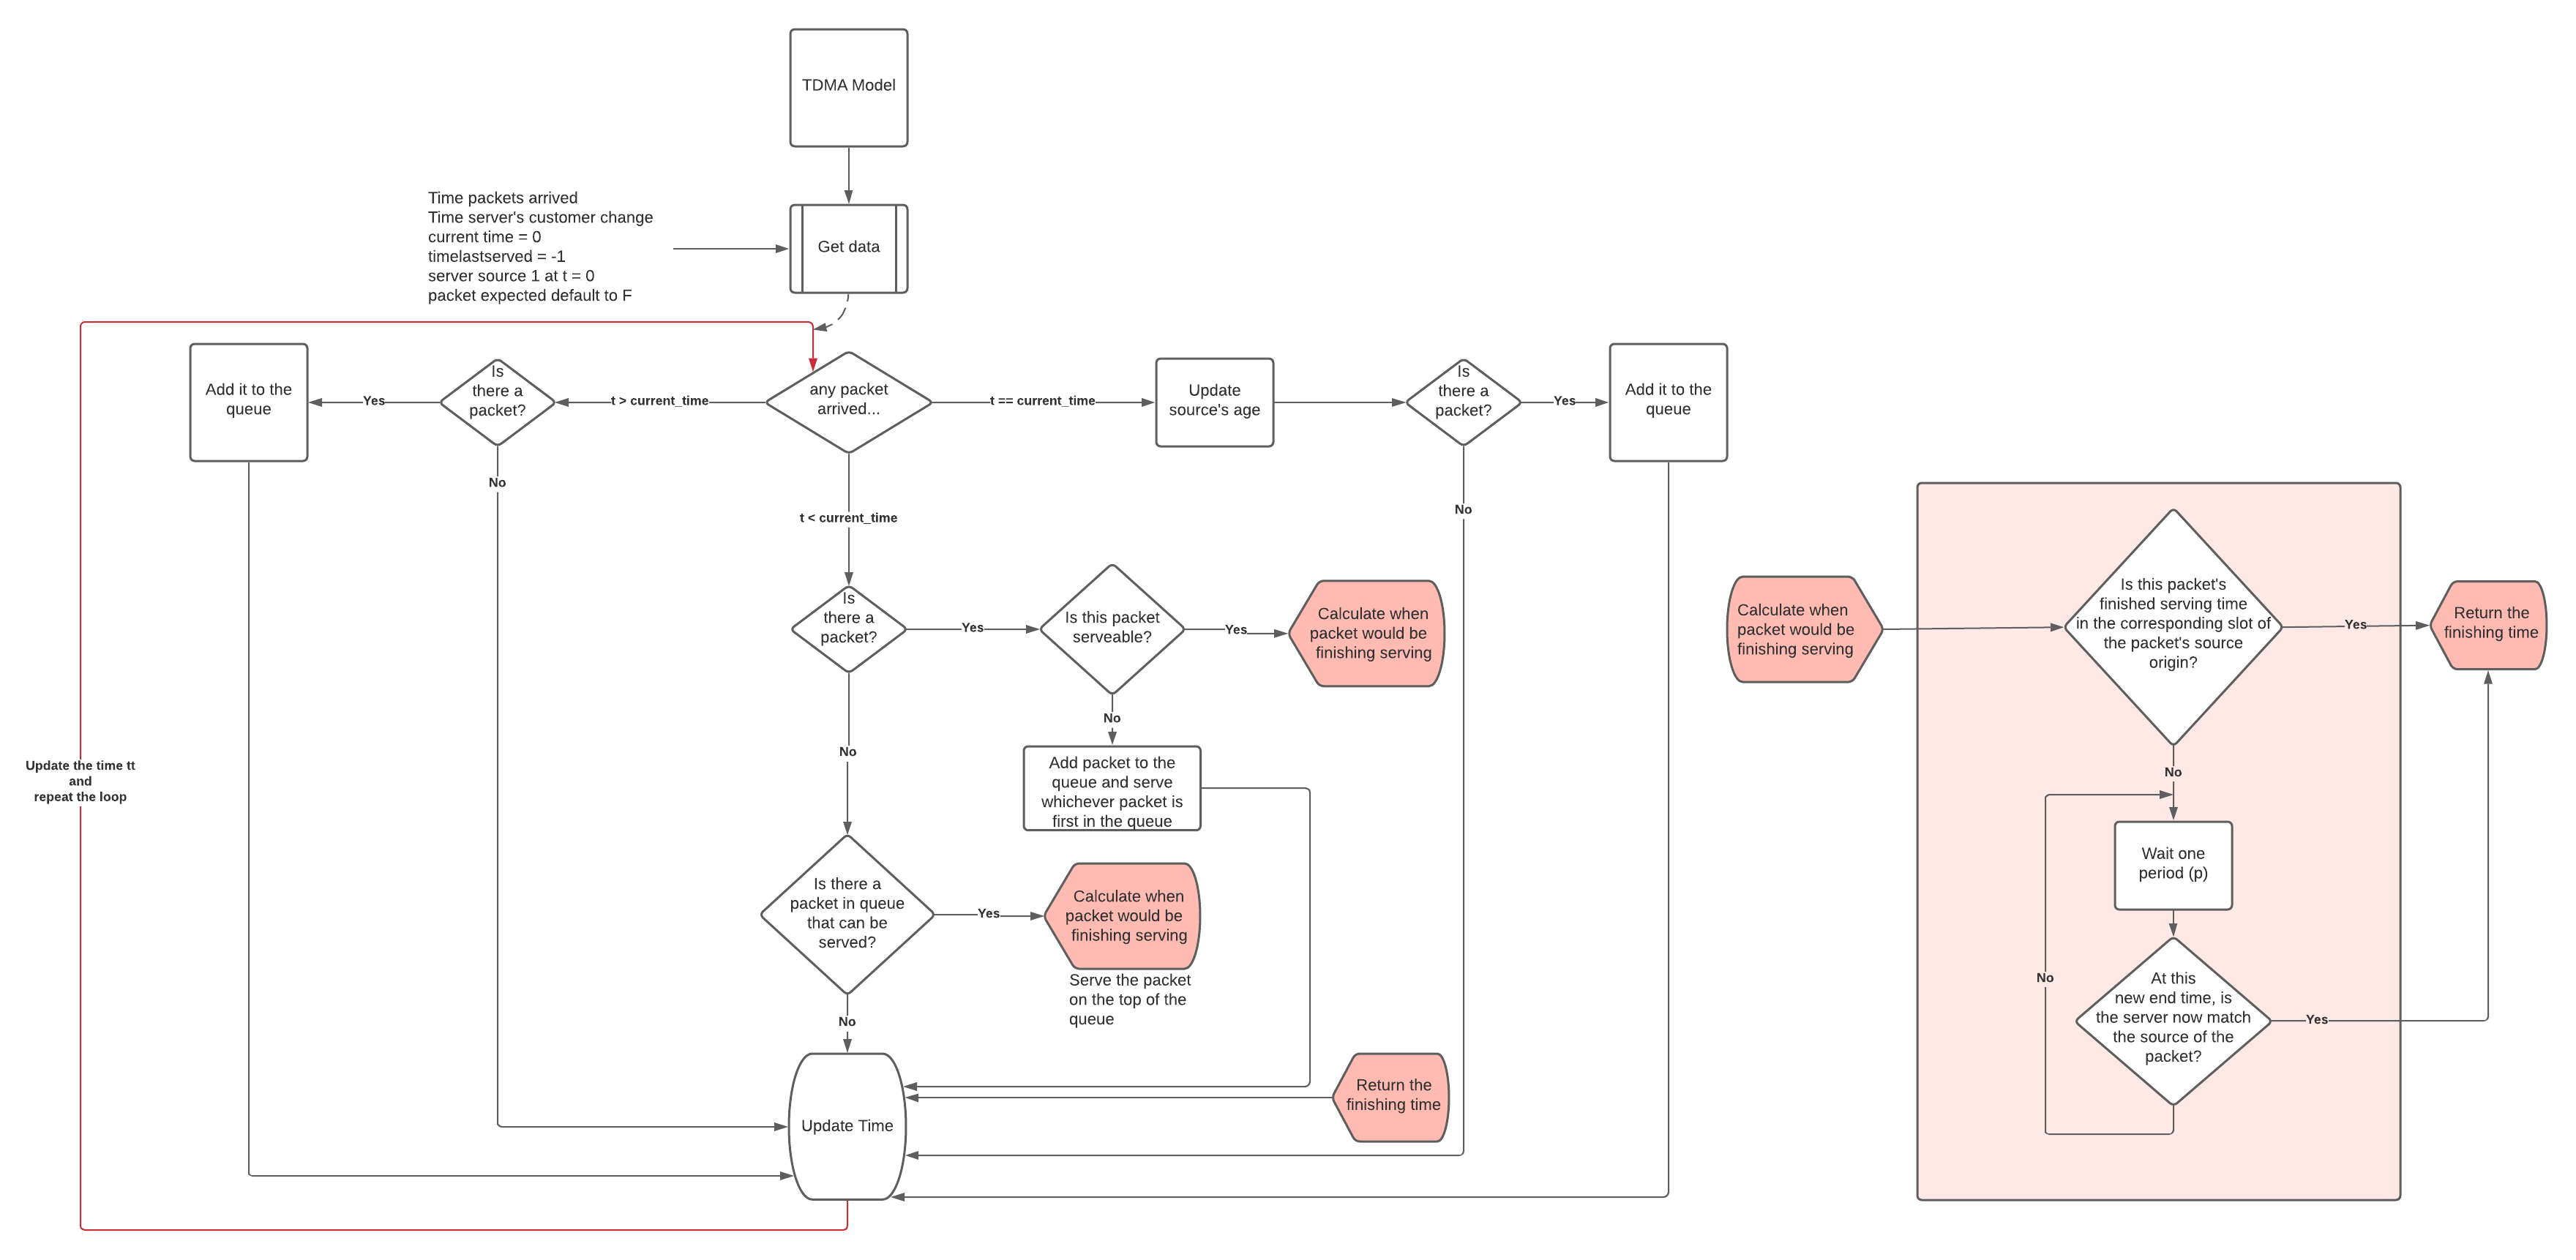 TDMA Model
Time packets arrived
Time server's customer change
current time = 0
timelastserved = -1
server source 1 at t = 0
packet expected default to F
Get data
Add it to the
queue
Yes
Is
there a
packet?
t > current_time
any packet
arrived...
t == current_time
Update
source's age
Is
there a
packet?
Yes
Add it to the
queue
No
No
t < current_time
Is
there a
packet?
Yes
Is this packet
serveable?
Yes
Calculate when
packet would be
finishing serving
No
Add packet to the
queue and serve
whichever packet is
first in the queue
No
Is there a
packet in queue
that can be
served?
Yes
Calculate when
packet would be
finishing serving
Serve the packet
on the top of the
queue
No
Update Time
Return the
finishing time
Update the time tt
and
repeat the loop
Calculate when
packet would be
finishing serving
Is this packet's
finished serving time
in the corresponding slot of
the packet's source
origin?
Yes
Return the
finishing time
No
Wait one
period (p)
No
At this
new end time, is
the server now match
the source of the
packet?
Yes